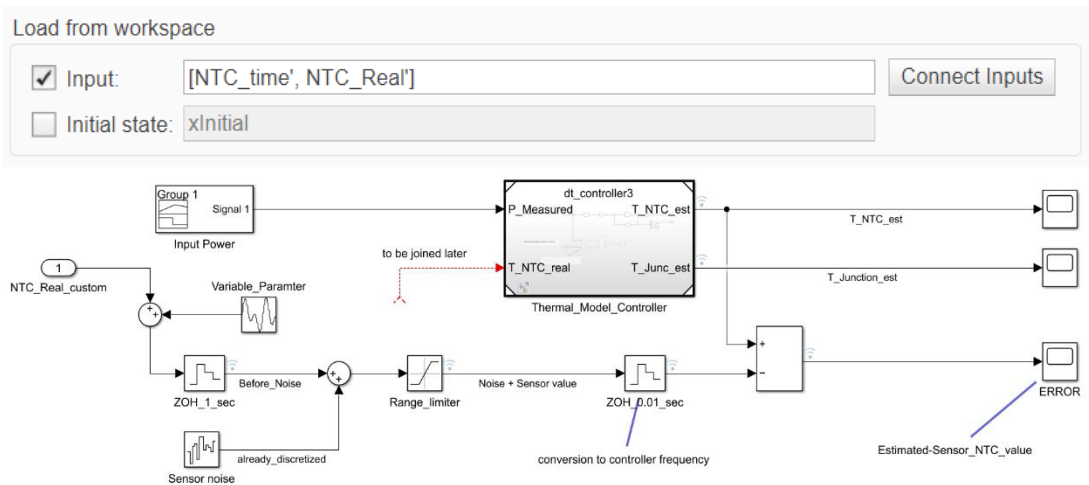 Load from workspace
Input: [NTC_time', NTC_Real'] Connect Inputs
Initial state: xInitial
Group 1
Signal 1
Input Power
dt_controller3
P_Measured T_NTC_est
T_NTC_est
to be joined later
T_NTC_real T_Junc_est
T_Junction_est
Thermal_Model_Controller
1
NTC_Real_custom
Variable_Paramter
ZOH_1_sec
Before_Noise
Range_limiter
Noise + Sensor value
ZOH_0.01_sec
ERROR
already_discretized
Sensor noise
conversion to controller frequency
Estimated-Sensor_NTC_value